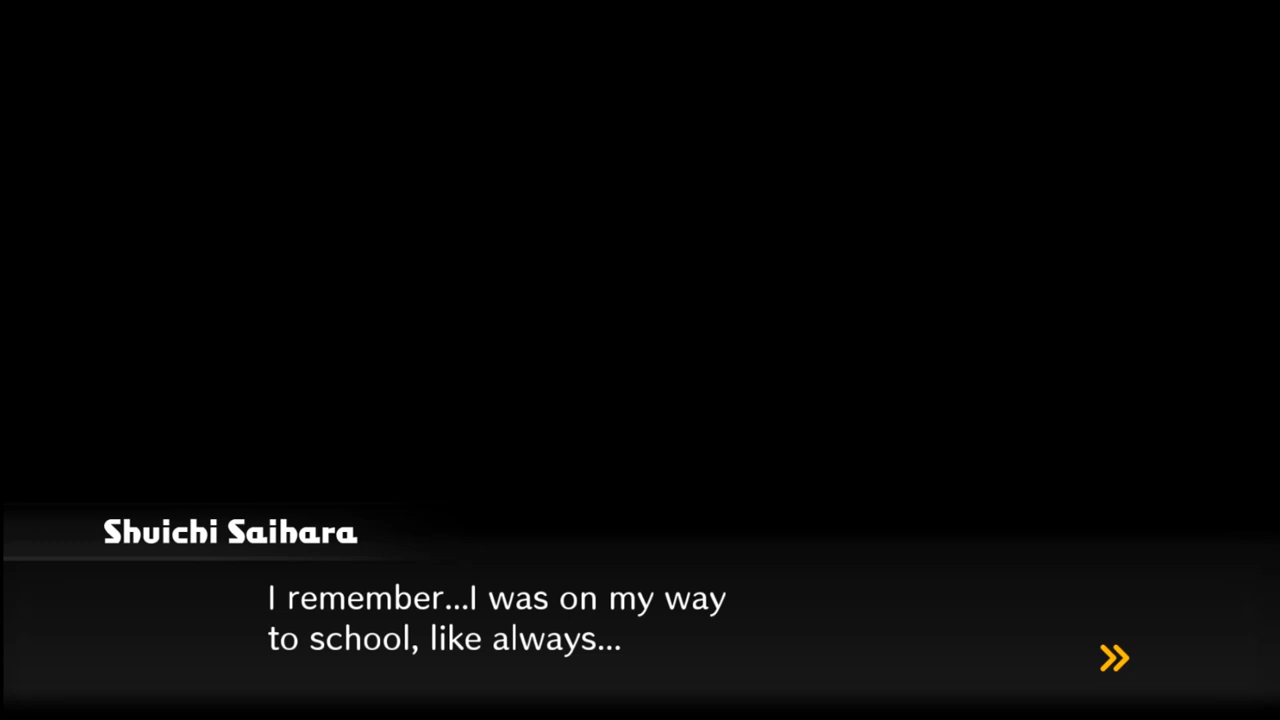 Shuichi Saihara
I remember...I was on my way
to school, like always...